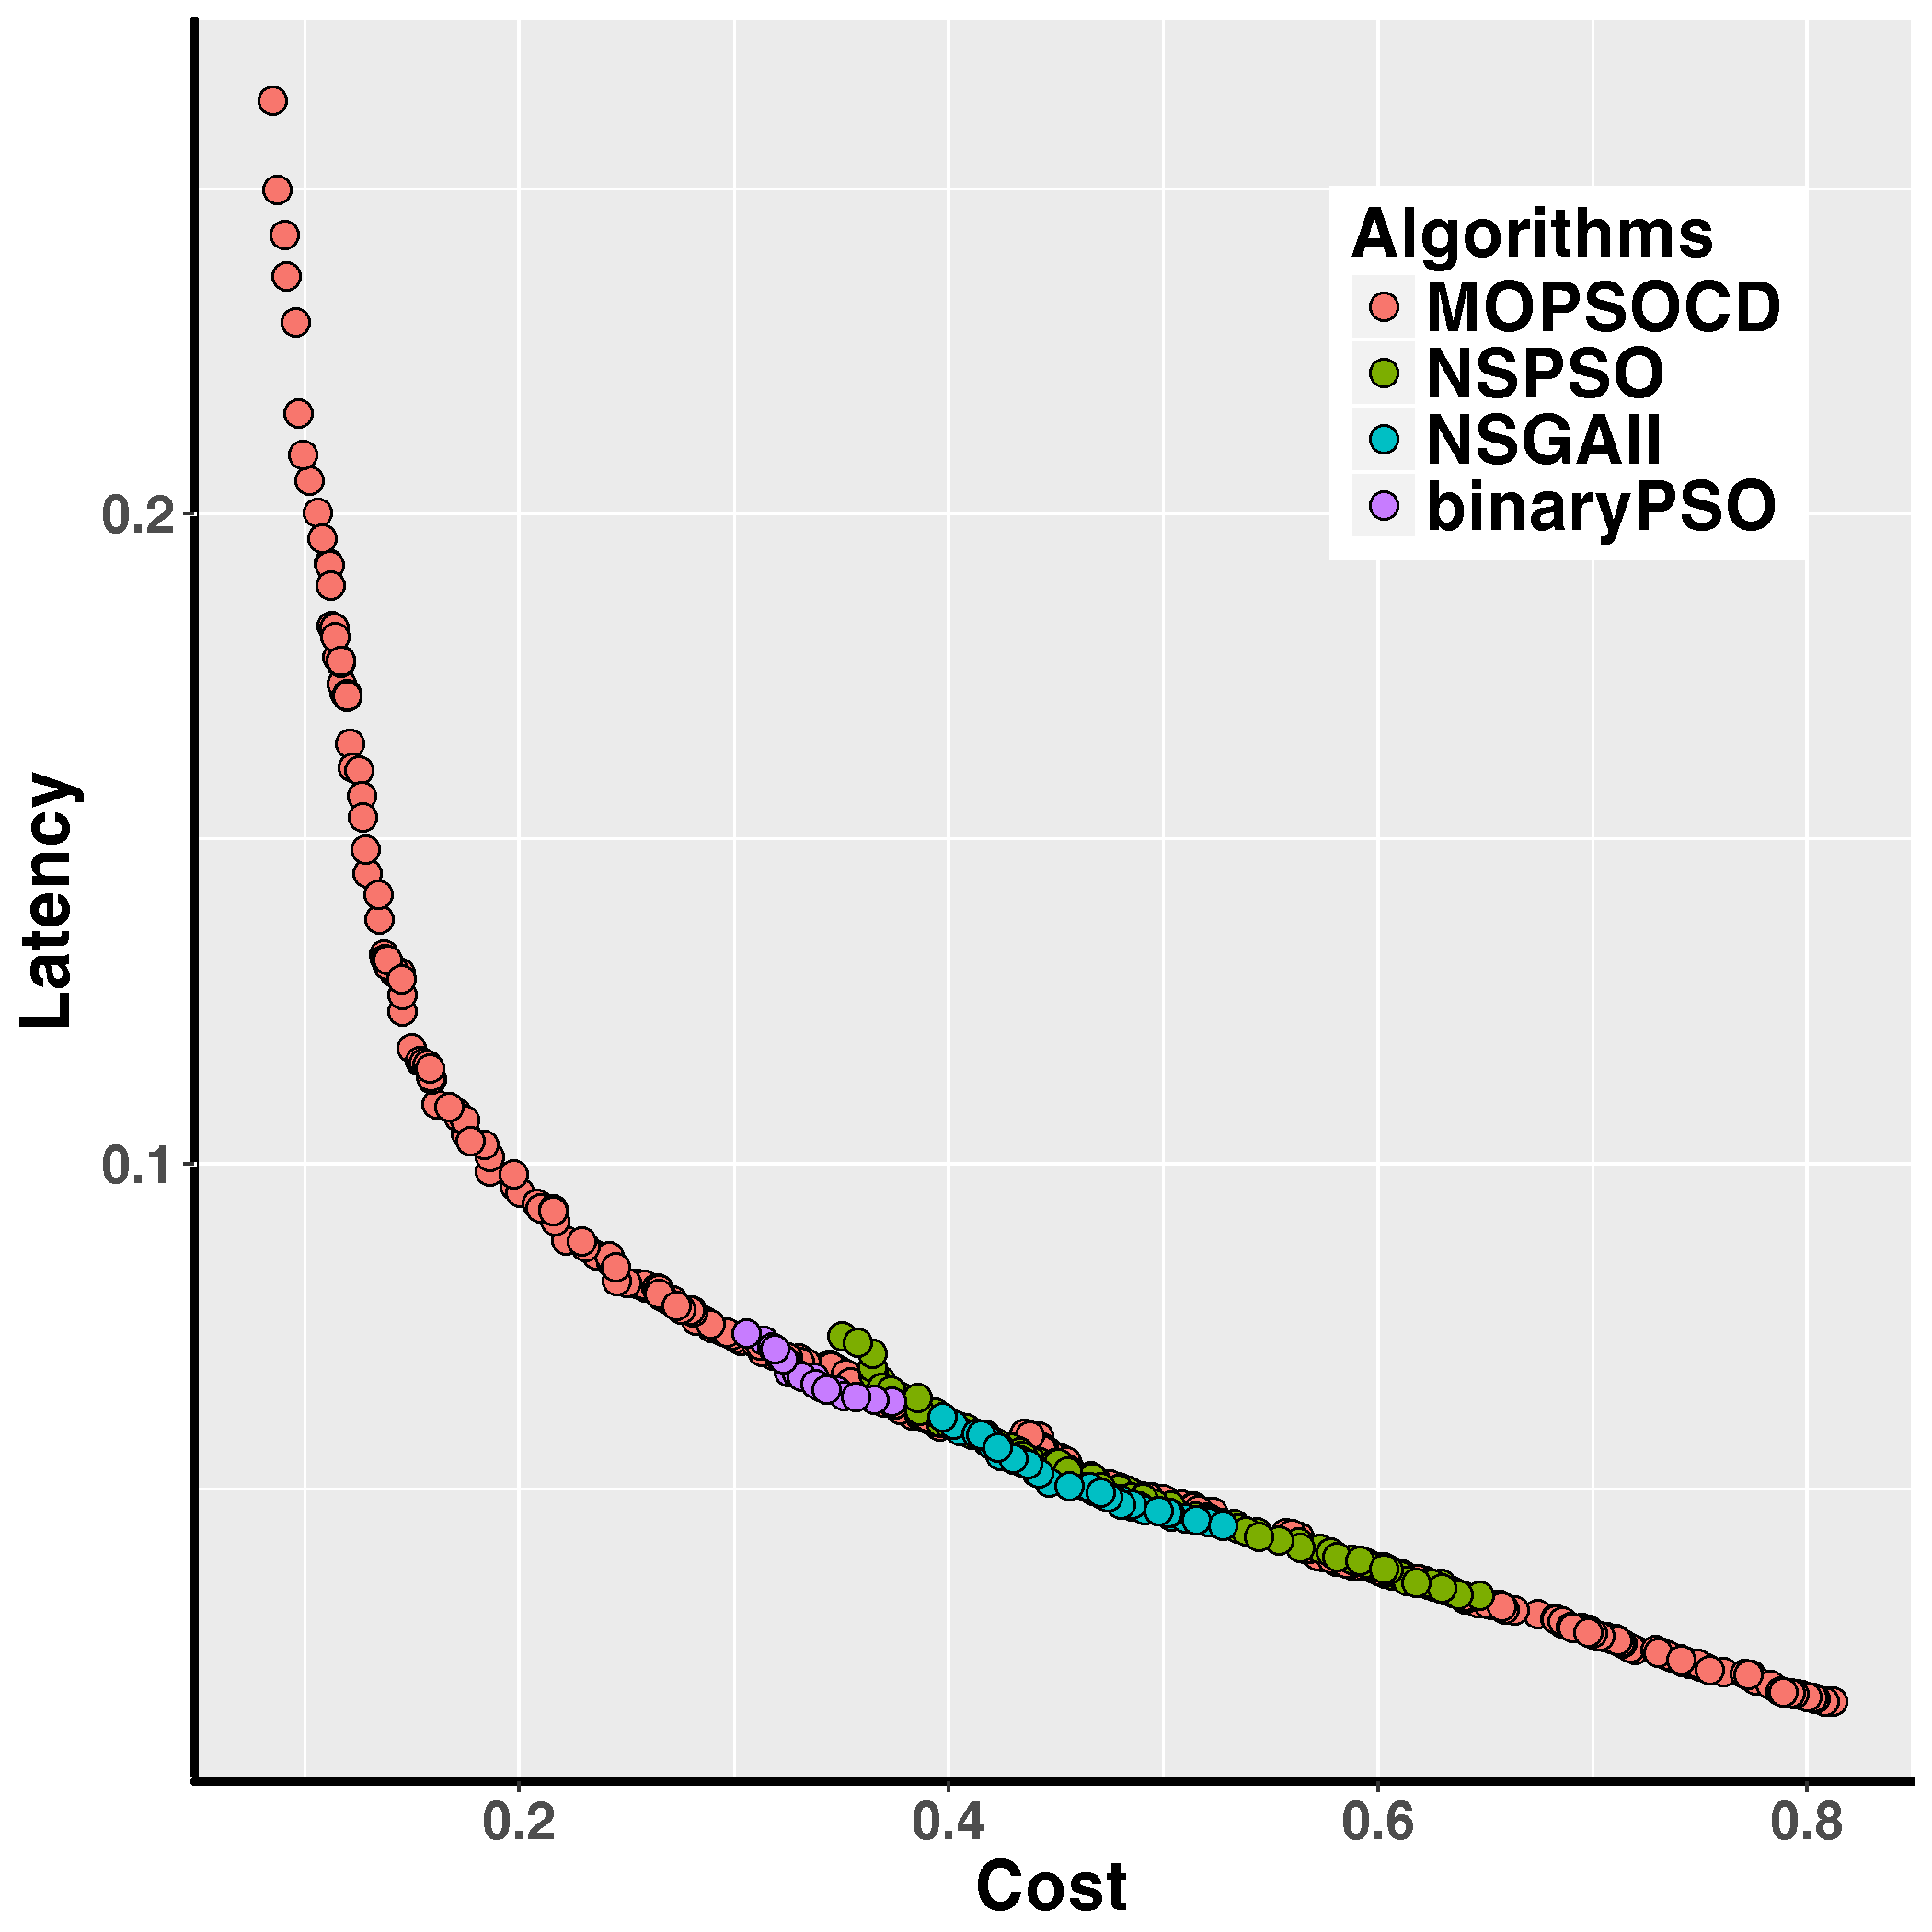 Algorithms
MOPSOCD
NSPSO
NSGAII
binaryPSO
Latency
0.2
0.1
0.2
0.4
0.6
0.8
Cost